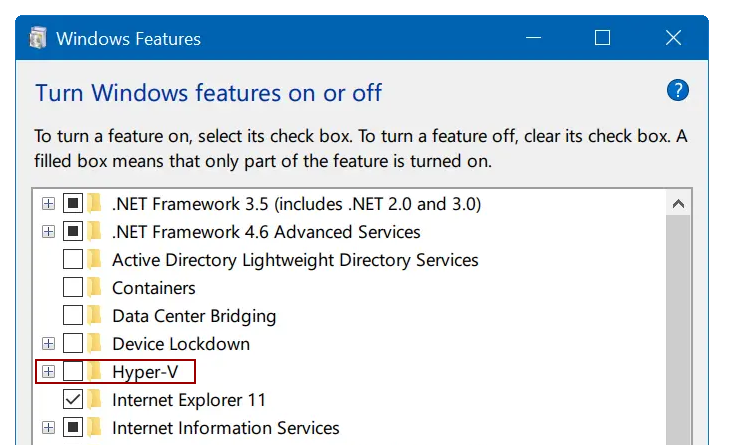 Windows Features
Turn Windows features on or off
?
To turn a feature on, select its check box. To turn a feature off, clear its check box. A
filled box means that only part of the feature is turned on.
.NET Framework 3.5 (includes .NET 2.0 and 3.0)
.NET Framework 4.6 Advanced Services
Active Directory Lightweight Directory Services
Containers
Data Center Bridging
Device Lockdown
Hyper-V
Internet Explorer 11
Internet Information Services